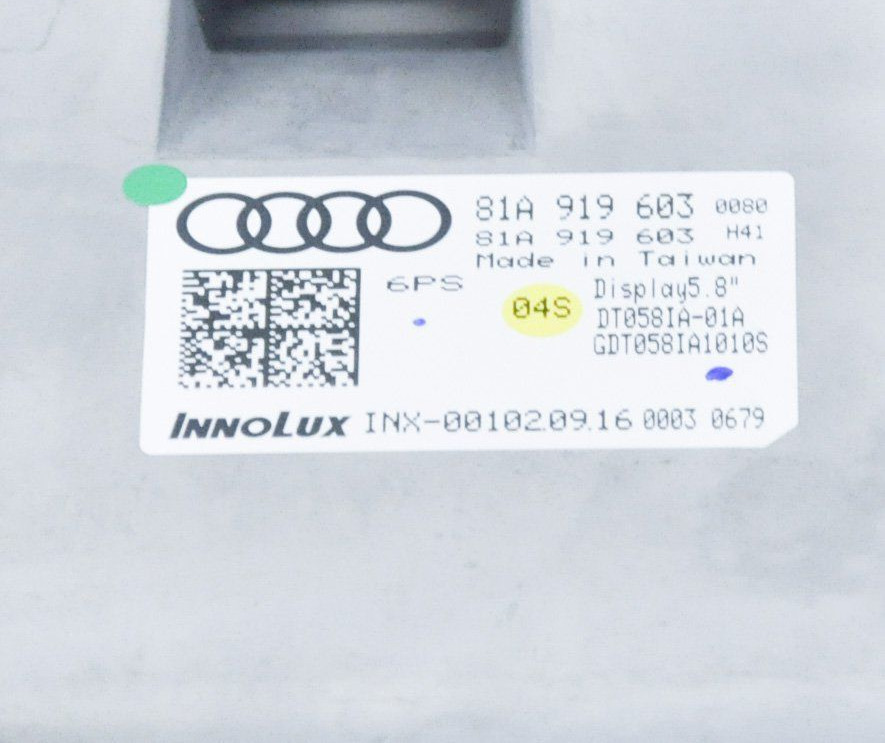 81A 919 603 0080
81A 919 603 H41
Made in Taiwan
6PS
04S
Display5.8"
DT058IA-01A
GDT058IA1010S
INNOLUX INX-001020.09.16 0003 0679